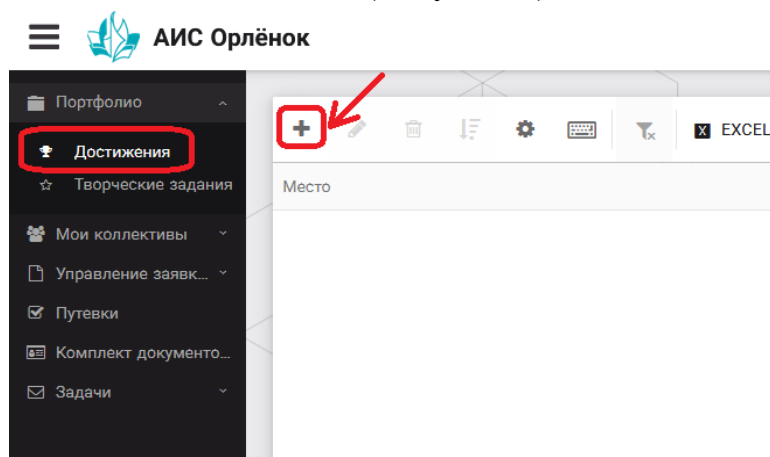 АИС Орлёнок
Портфолио
Достижения
Творческие задания
Мои коллективы
Управление заявк...
Путевки
Комплект документо...
Задачи
X EXCEL
Место